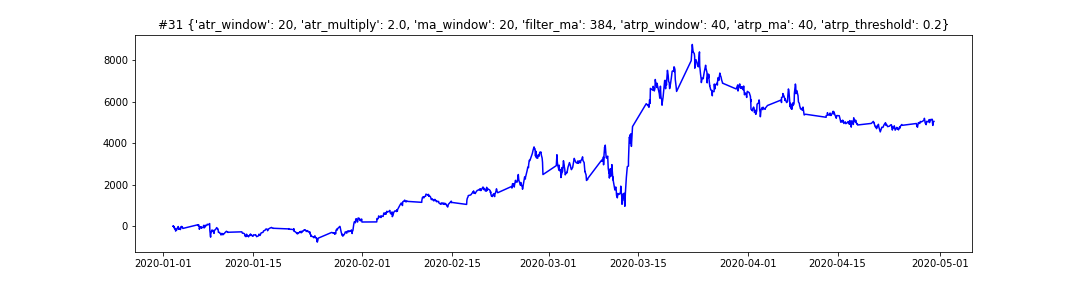 #31 {'atr_window': 20, 'atr_multiply': 2.0, 'ma_window': 20, 'filter_ma': 384, 'atrp_window': 40, 'atrp_ma': 40, 'atrp_threshold': 0.2}
8000
6000
4000
2000
0
2020-01-01 2020-01-15 2020-02-01 2020-02-15 2020-03-01 2020-03-15 2020-04-01 2020-04-15 2020-05-01